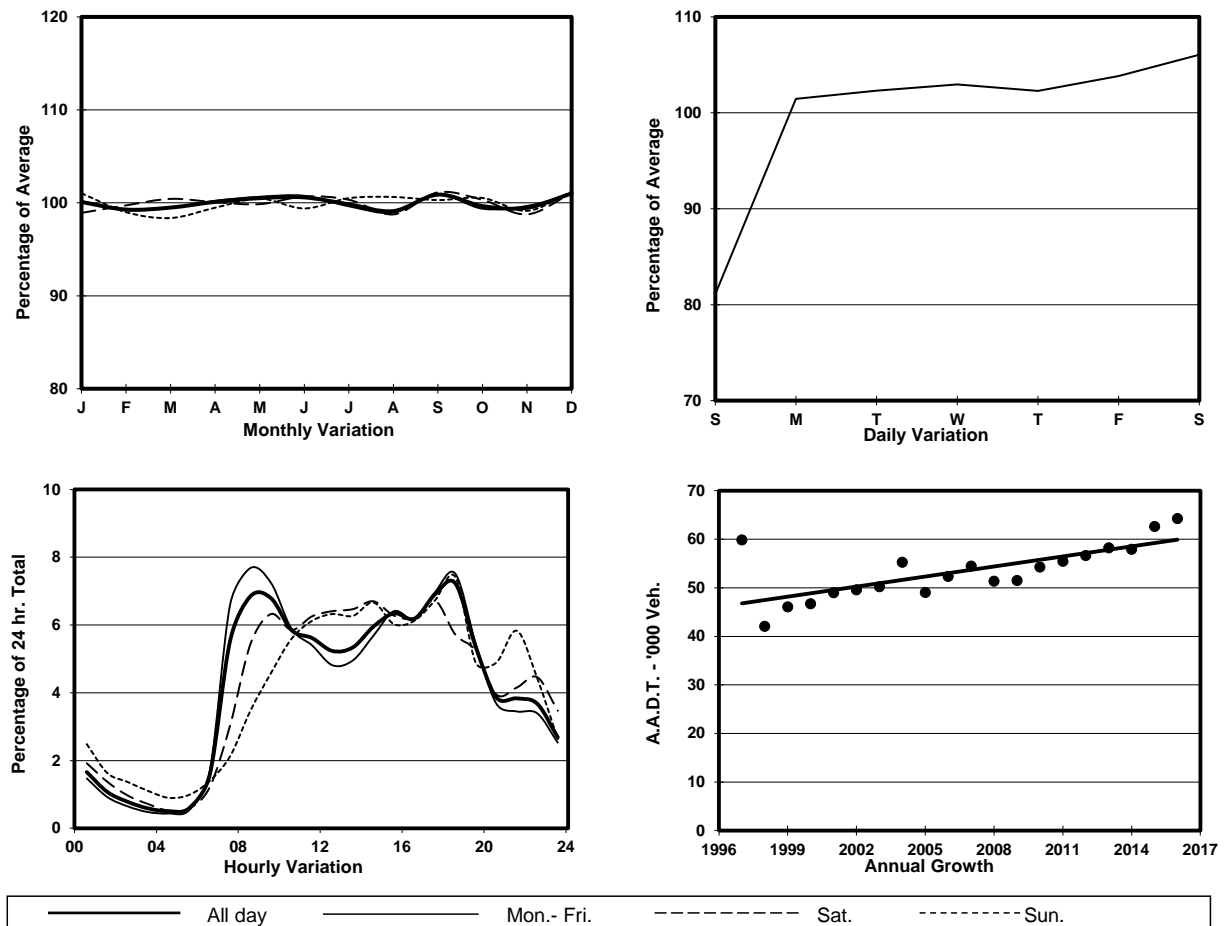 120
110
100
90
80
Percentage of Average
J F M A M J J A S O N D
Monthly Variation
110
100
90
80
70
Percentage of Average
S M T W T F S
Daily Variation
10
8
6
4
2
0
Percentage of 24 hr. Total
00 04 08 12 16 20 24
Hourly Variation
70
60
50
40
30
20
10
0
A.A.D.T. - '000 Veh.
1996 1999 2002 2005 2008 2011 2014 2017
Annual Growth
All day Mon.- Fri. Sat. Sun.